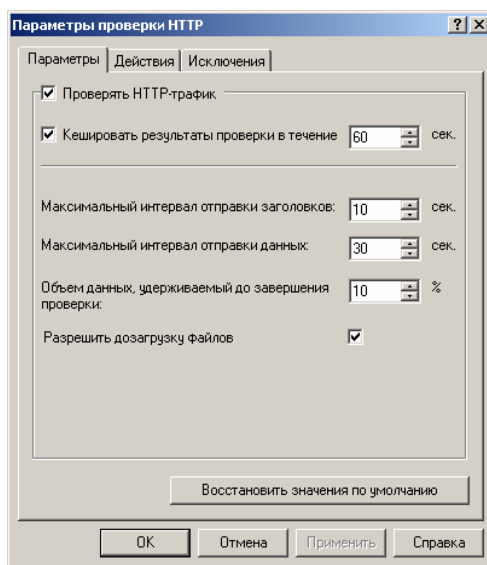 Параметры проверки HTTP
Параметры Действия Исключения
Проверять HTTP-трафик
Кешировать результаты проверки в течение 60 сек.
Максимальный интервал отправки заголовков: 10 сек.
Максимальный интервал отправки данных: 30 сек.
Объем данных, удерживаемый до завершения 10 %
проверки:
Разрешить дозагрузку файлов
Восстановить значения по умолчанию
OK Отмена Применить Справка